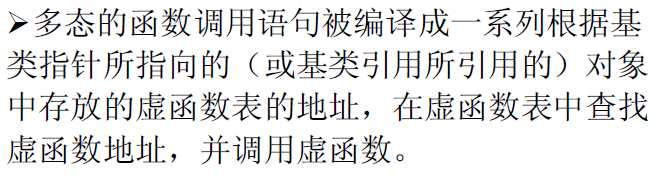 ➢多态的函数调用语句被编译成一系列根据基
类指针所指向的（或基类引用所引用的）对象
中存放的虚函数表的地址，在虚函数表中查找
虚函数地址，并调用虚函数。